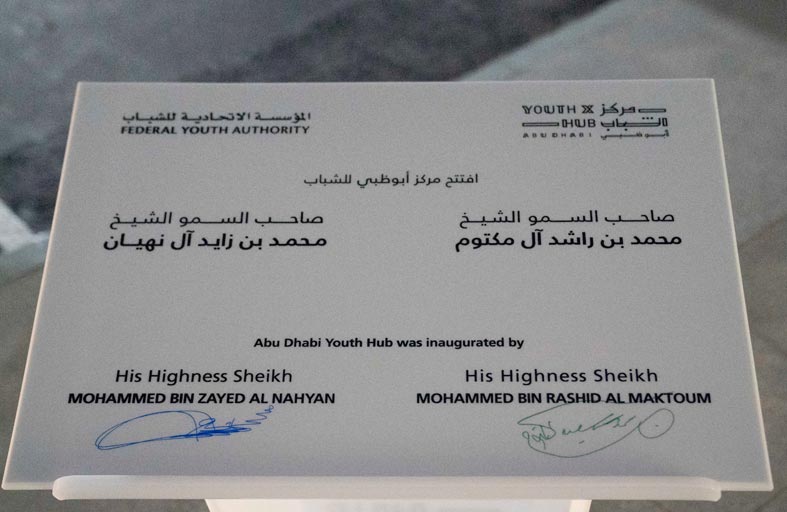 المؤسسة الاتحادية للشباب
FEDERAL YOUTH AUTHORITY
YOUTH X مركز
HUB الشباب
ABU DHABI أبوظبي
افتتح مركز أبوظبي للشباب
صاحب السمو الشيخ
محمد بن راشد آل مكتوم
صاحب السمو الشيخ
محمد بن زايد آل نهيان
Abu Dhabi Youth Hub was inaugurated by
His Highness Sheikh
MOHAMMED BIN ZAYED AL NAHYAN
His Highness Sheikh
MOHAMMED BIN RASHID AL MAKTOUM